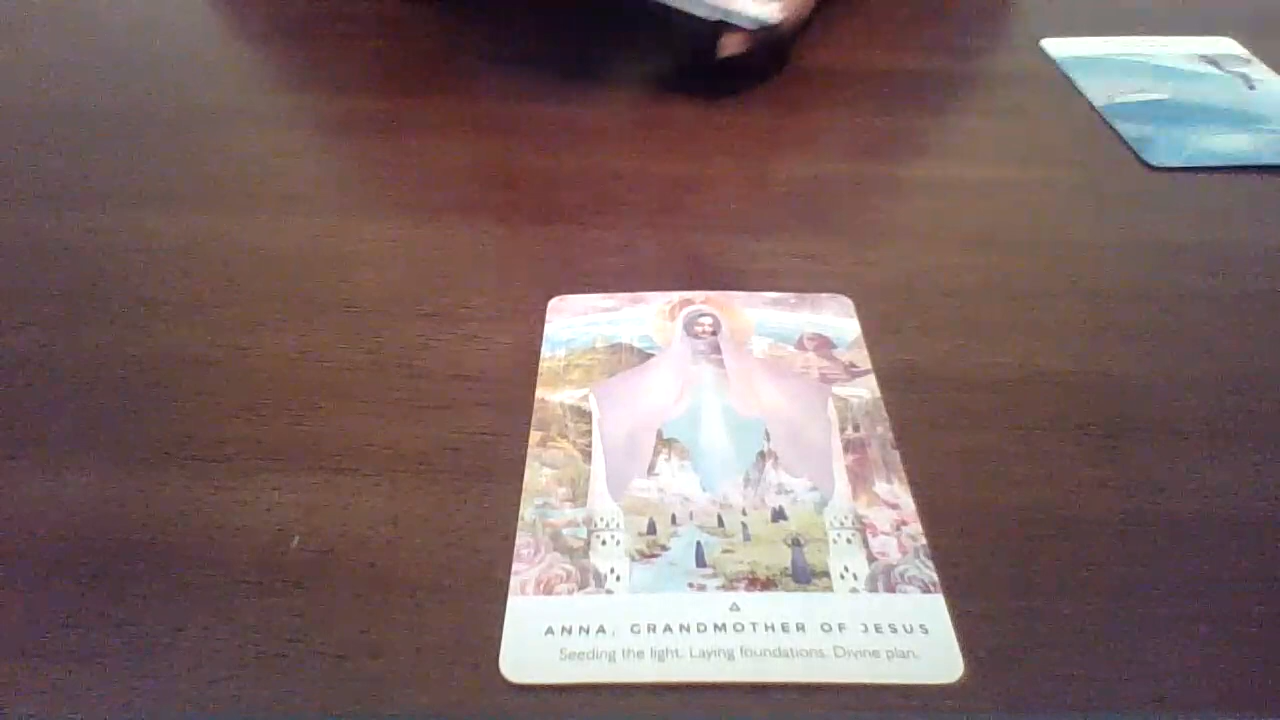 ANNA, GRANDMOTHER OF JESUS
Seeding the light. Laying foundations. Divine plan.